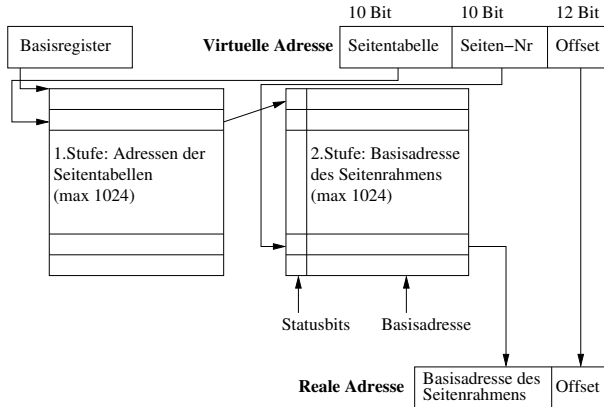 10 Bit 10 Bit 12 Bit
Basisregister Virtuelle Adresse Seitentabelle Seiten−Nr Offset
1.Stufe: Adressen der
Seitentabellen
(max 1024)
2.Stufe: Basisadresse
des Seitenrahmens
(max 1024)
Statusbits Basisadresse
Reale Adresse Basisadresse des
Seitenrahmens
Offset